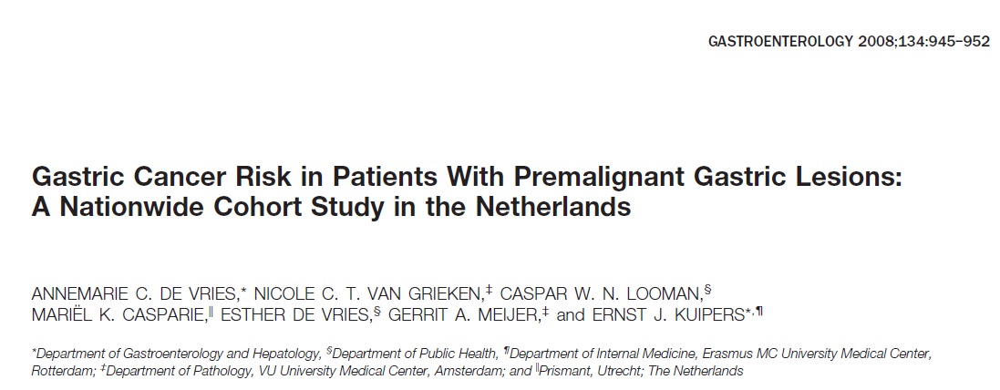 GASTROENTEROLOGY 2008;134:945–952
Gastric Cancer Risk in Patients With Premalignant Gastric Lesions:
A Nationwide Cohort Study in the Netherlands
ANNEMARIE C. DE VRIES,* NICOLE C. T. VAN GRIEKEN,‡ CASPAR W. N. LOOMAN,§
MARIËL K. CASPARIE,∥ ESTHER DE VRIES,§ GERRIT A. MEIJER,‡ and ERNST J. KUIPERS*,¶
*Department of Gastroenterology and Hepatology, §Department of Public Health, ¶Department of Internal Medicine, Erasmus MC University Medical Center,
Rotterdam; ‡Department of Pathology, VU University Medical Center, Amsterdam; and ∥Prismant, Utrecht; The Netherlands